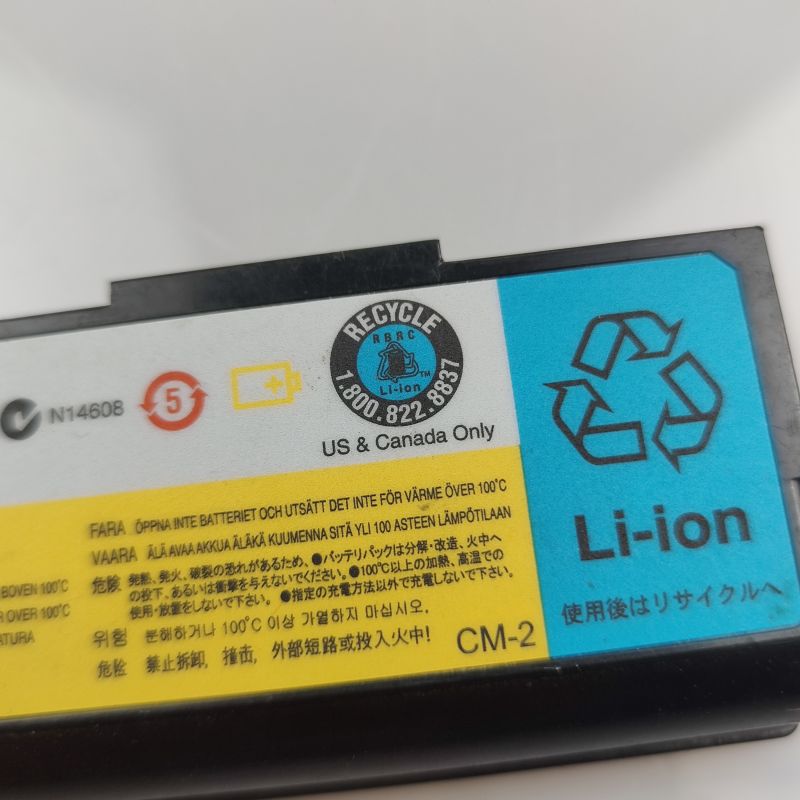 N14608
5
RECYCLE
RBRC
Li-ion
TM
1.800.822.8837
US & Canada Only
FARA ÖPPNA INTE BATTERIET OCH UTSÄTT DET INTE FÖR VÄRME ÖVER 100°C
VAARA ÄLÄ AVAA AKKUA ÄLÄKÄ KUUMENNA SITÄ YLI 100 ASTEEN LÄMPÖTILAAN
BOVEN 100°C
R OVER 100°C
ATURA
危険 発熱、発火、破裂の恐れがあるため、●バッテリパックは分解・改造、火中へ
の投下、あるいは衝撃を与えないでください。●100℃以上の加熱、高温での
使用・放置をしないで下さい。●指定の充電方法以外で充電しないで下さい。
위험 분해하거나 100℃ 이상 가열하지 마십시오.
危险 禁止拆卸, 撞击, 外部短路或投入火中!
CM-2
Li-ion
使用後はリサイクルへ